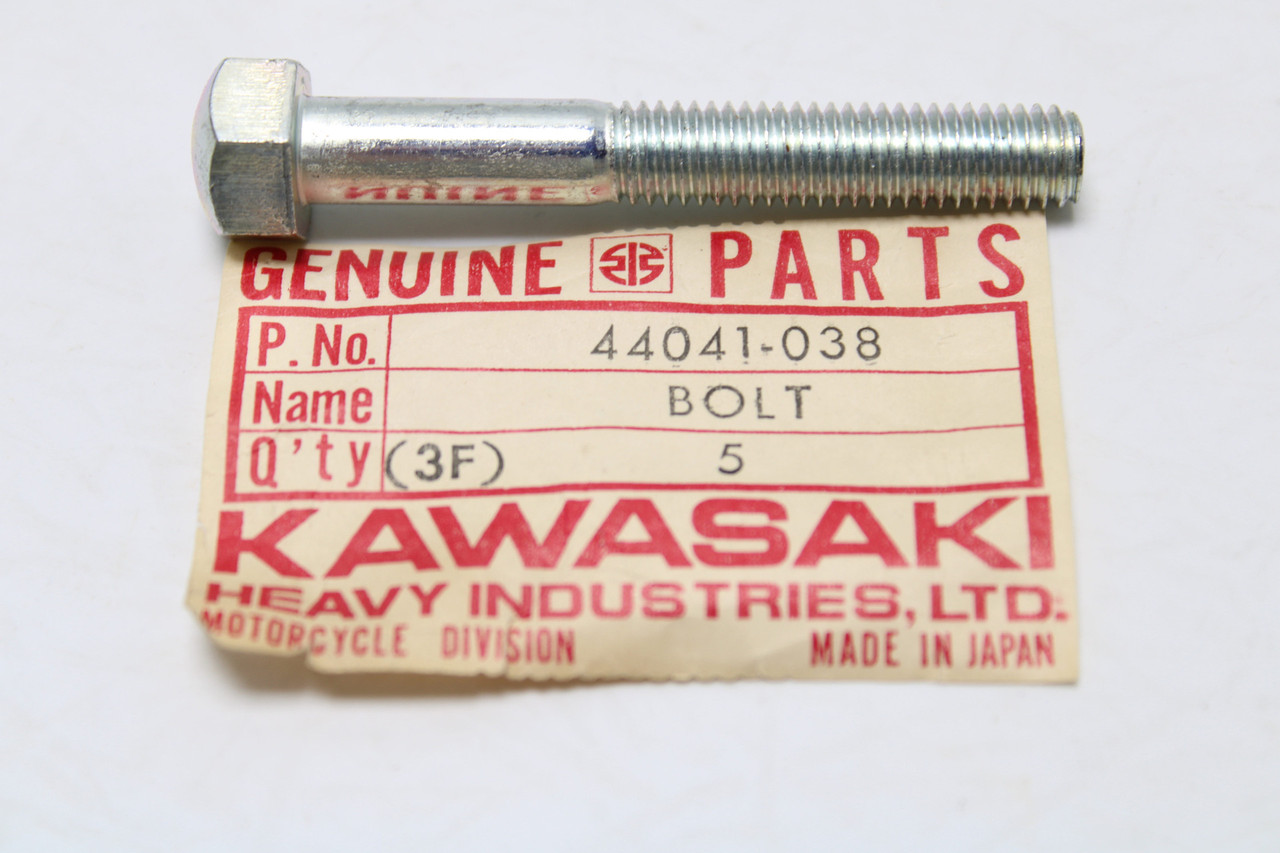 GENUINE PARTS
P. No. 44041-038
Name BOLT
Q'ty (3F) 5
KAWASAKI
HEAVY INDUSTRIES, LTD.
MOTORCYCLE DIVISION MADE IN JAPAN